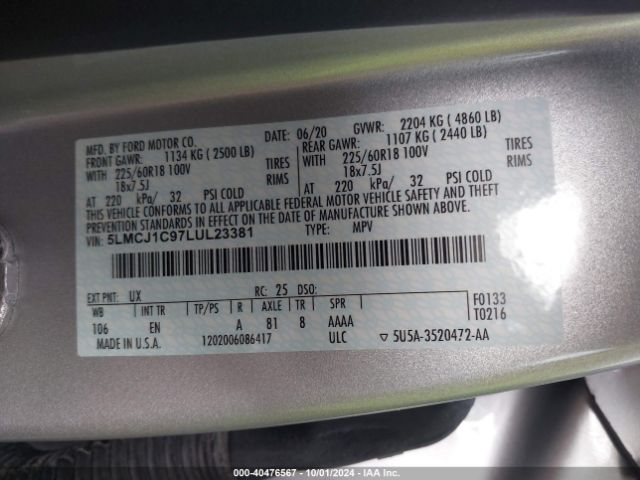 MFD. BY FORD MOTOR CO.
DATE: 06/20 GVWR: 2204 KG ( 4860 LB)
FRONT GAWR: 1134 KG ( 2500 LB) REAR GAWR: 1107 KG ( 2440 LB)
WITH 225/60R18 100V TIRES WITH 225/60R18 100V TIRES
18x7.5J RIMS 18x7.5J RIMS
AT 220 kPa/ 32 PSI COLD AT 220 kPa/ 32 PSI COLD
THIS VEHICLE CONFORMS TO ALL APPLICABLE FEDERAL MOTOR VEHICLE SAFETY AND THEFT
PREVENTION STANDARDS IN EFFECT ON THE DATE OF MANUFACTURE SHOWN ABOVE.
VIN: 5LMCJ1C97LUL23381 TYPE: MPV
EXT PNT: UX RC: 25 DSO:
WB INT TR TP/PS R AXLE TR SPR F0133
106 EN A 81 8 AAAA T0216
MADE IN U.S.A. 1202006086417 ULC ▽ 5U5A-3520472-AA
000-40476567 - 10/01/2024 - IAA Inc.